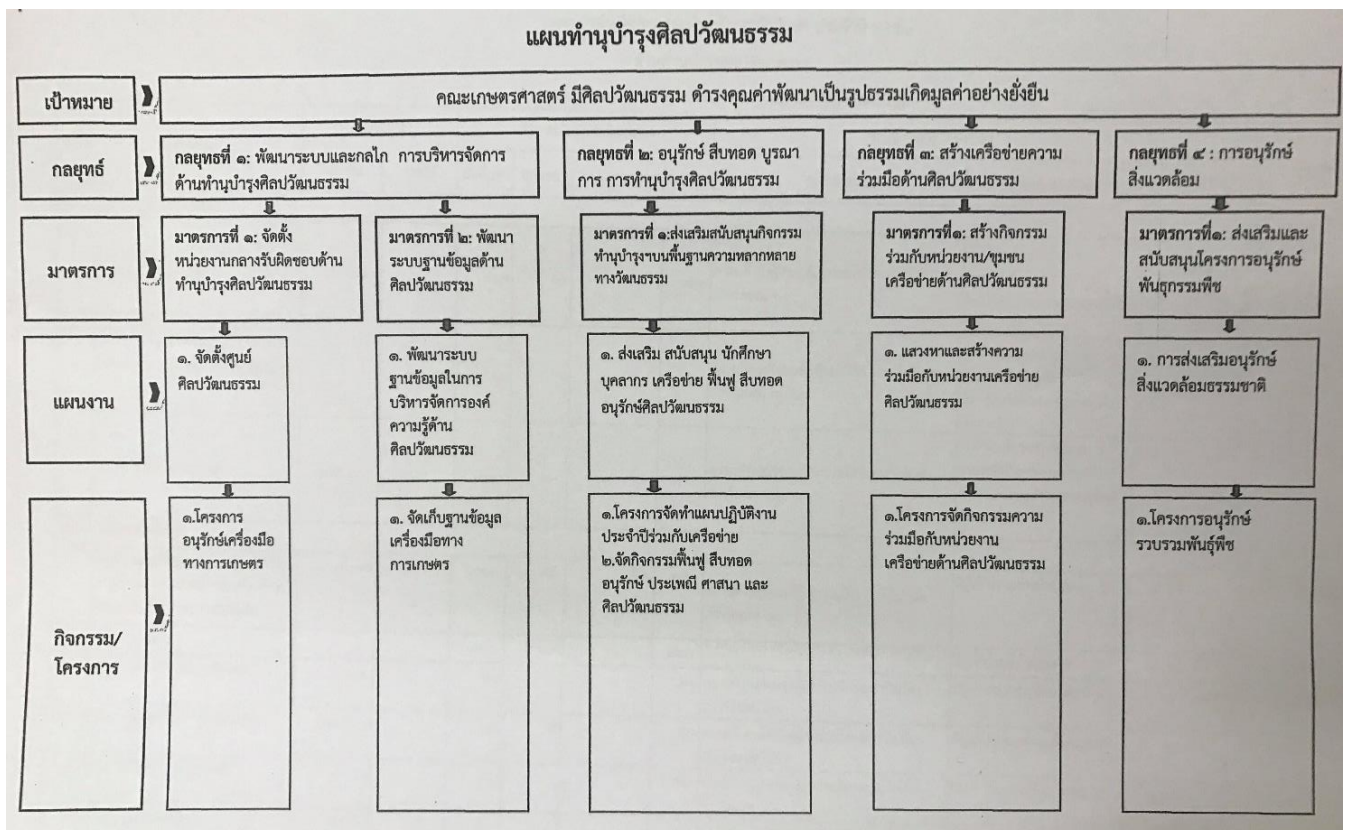 แผนทำนุบำรุงศิลปวัฒนธรรม
เป้าหมาย
คณะเกษตรศาสตร์ มีศิลปวัฒนธรรม ดำรงคุณค่าพัฒนาเป็นรูปธรรมเกิดมูลค่าอย่างยั่งยืน
กลยุทธ์
กลยุทธที่ ๑: พัฒนาระบบและกลไก การบริหารจัดการ
ด้านทำนุบำรุงศิลปวัฒนธรรม
กลยุทธที่ ๒: อนุรักษ์ สืบทอด บูรณา
การ การทำนุบำรุงศิลปวัฒนธรรม
กลยุทธที่ ๓: สร้างเครือข่ายความ
ร่วมมือด้านศิลปวัฒนธรรม
กลยุทธที่ ๔ : การอนุรักษ์
สิ่งแวดล้อม
มาตรการ
มาตรการที่ ๑: จัดตั้ง
หน่วยงานกลางรับผิดชอบด้าน
ทำนุบำรุงศิลปวัฒนธรรม
มาตรการที่ ๒: พัฒนา
ระบบฐานข้อมูลด้าน
ศิลปวัฒนธรรม
มาตรการที่ ๑:ส่งเสริมสนับสนุนกิจกรรม
ทำนุบำรุงฯบนพื้นฐานความหลากหลาย
ทางวัฒนธรรม
มาตรการที่๑: สร้างกิจกรรม
ร่วมกับหน่วยงาน/ชุมชน
เครือข่ายด้านศิลปวัฒนธรรม
มาตรการที่๑: ส่งเสริมและ
สนับสนุนโครงการอนุรักษ์
พันธุกรรมพืช
แผนงาน
๑. จัดตั้งศูนย์
ศิลปวัฒนธรรม
๑. พัฒนาระบบ
ฐานข้อมูลในการ
บริหารจัดการองค์
ความรู้ด้าน
ศิลปวัฒนธรรม
๑. ส่งเสริม สนับสนุน นักศึกษา
บุคลากร เครือข่าย ฟื้นฟู สืบทอด
อนุรักษ์ศิลปวัฒนธรรม
๑. แสวงหาและสร้างความ
ร่วมมือกับหน่วยงานเครือข่าย
ศิลปวัฒนธรรม
๑. การส่งเสริมอนุรักษ์
สิ่งแวดล้อมธรรมชาติ
กิจกรรม/
โครงการ
๑.โครงการ
อนุรักษ์เครื่องมือ
ทางการเกษตร
๑. จัดเก็บฐานข้อมูล
เครื่องมือทาง
การเกษตร
๑.โครงการจัดทำแผนปฏิบัติงาน
ประจำปีร่วมกับเครือข่าย
๒.จัดกิจกรรมฟื้นฟู สืบทอด
อนุรักษ์ ประเพณี ศาสนา และ
ศิลปวัฒนธรรม
๑.โครงการจัดกิจกรรมความ
ร่วมมือกับหน่วยงาน
เครือข่ายด้านศิลปวัฒนธรรม
๑.โครงการอนุรักษ์
รวบรวมพันธุ์พืช